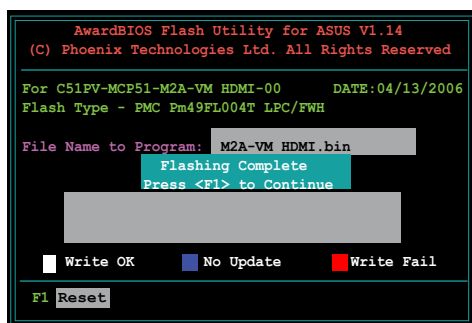 AwardBIOS Flash Utility for ASUS V1.14
(C) Phoenix Technologies Ltd. All Rights Reserved
For C51PV-MCP51-M2A-VM HDMI-00 DATE:04/13/2006
Flash Type - PMC Pm49FL004T LPC/FWH
File Name to Program: M2A-VM HDMI.bin
Flashing Complete
Press <F1> to Continue
Write OK No Update Write Fail
F1 Reset